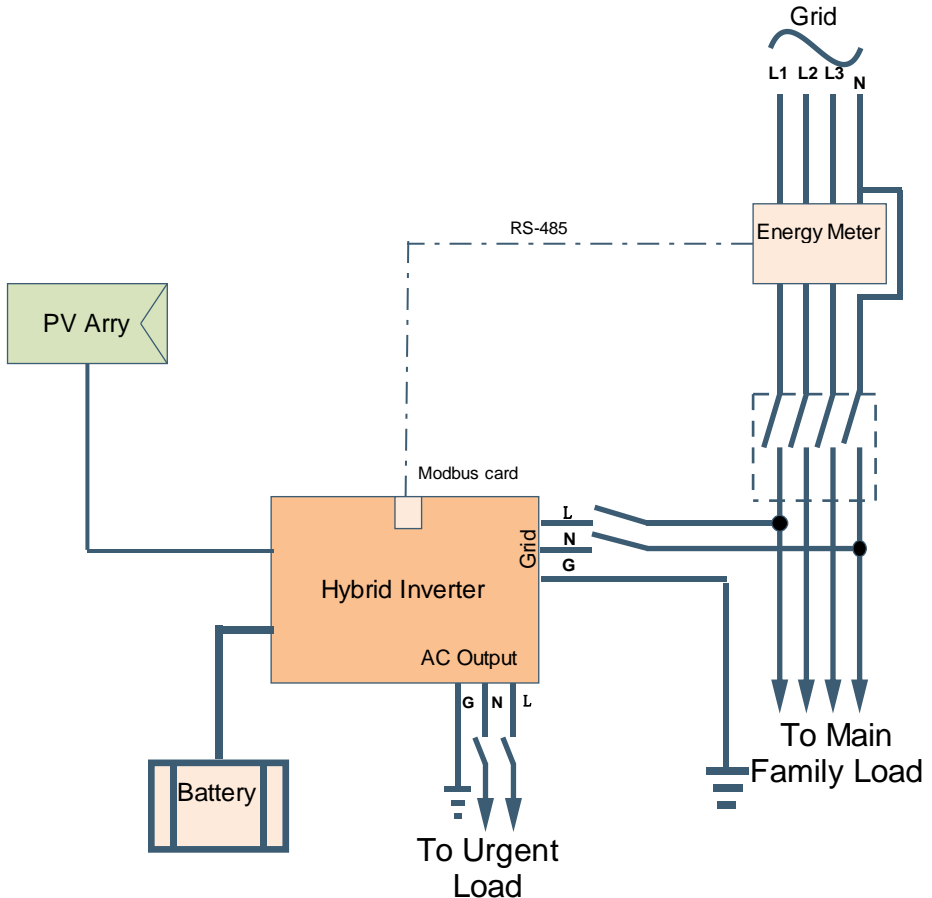 Grid
L1 L2 L3 N
RS-485
Energy Meter
PV Arry
Modbus card
L
N
G
Grid
Hybrid Inverter
AC Output
G N L
Battery
To Main
Family Load
To Urgent
Load